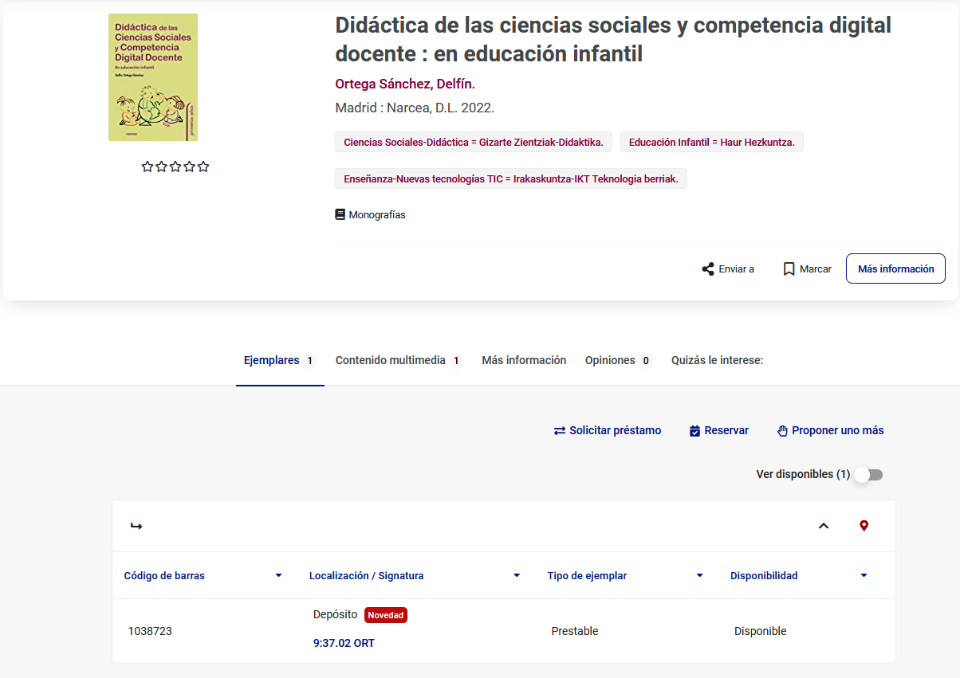 Didáctica de las
Ciencias Sociales
y Competencia
Digital Docente
En educación infantil
Delfín Ortega Sánchez
Didáctica de las ciencias sociales y competencia digital
docente : en educación infantil
Ortega Sánchez, Delfín.
Madrid : Narcea, D.L. 2022.
Ciencias Sociales-Didáctica = Gizarte Zientziak-Didaktika.
Educación Infantil = Haur Hezkuntza.
Enseñanza-Nuevas tecnologías TIC = Irakaskuntza-IKT Teknologia berriak.
Monografías
Enviar a
Marcar
Más información
Ejemplares 1
Contenido multimedia 1
Más información
Opiniones 0
Quizás le interese:
Solicitar préstamo
Reservar
Proponer uno más
Ver disponibles (1)
Código de barras
Localización / Signatura
Tipo de ejemplar
Disponibilidad
1038723
Depósito Novedad
9:37.02 ORT
Prestable
Disponible